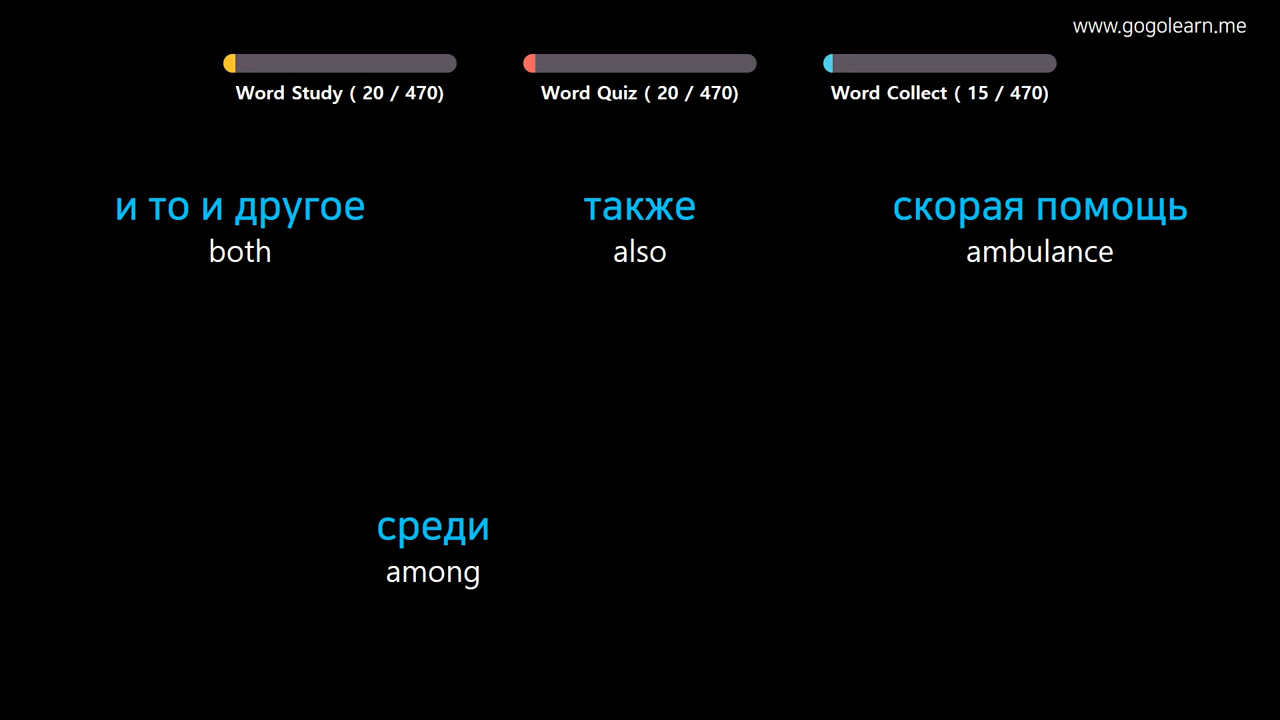 www.gogolearn.me
Word Study ( 20 / 470)
Word Quiz ( 20 / 470)
Word Collect ( 15 / 470)
и то и другое
both
также
also
скорая помощь
ambulance
среди
among